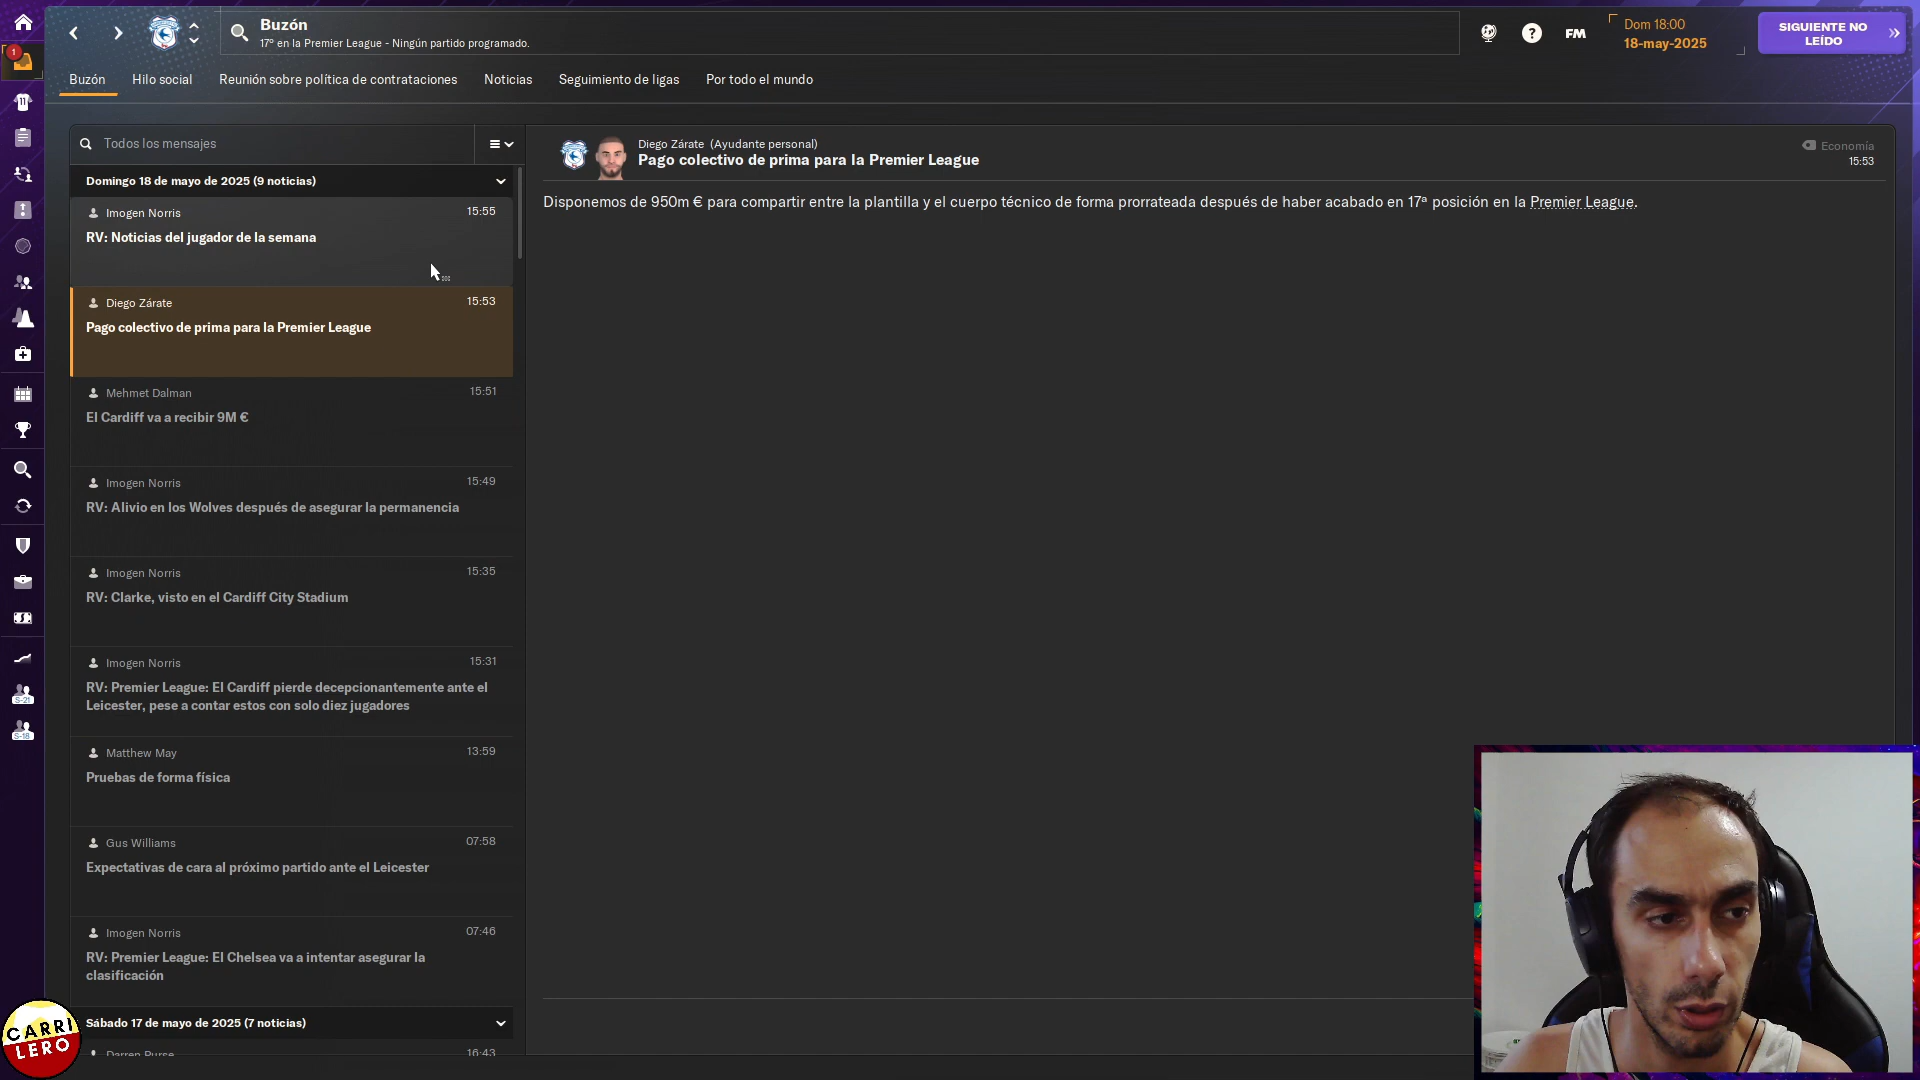 Buzón
17º en la Premier League - Ningún partido programado.
FM
Dom 18:00
18-may-2025
SIGUIENTE NO
LEÍDO
1
Buzón
Hilo social
Reunión sobre política de contrataciones
Noticias
Seguimiento de ligas
Por todo el mundo
Todos los mensajes
Domingo 18 de mayo de 2025 (9 noticias)
Imogen Norris
15:55
RV: Noticias del jugador de la semana
Diego Zárate
15:53
Pago colectivo de prima para la Premier League
Mehmet Dalman
15:51
El Cardiff va a recibir 9M €
Imogen Norris
15:49
RV: Alivio en los Wolves después de asegurar la permanencia
Imogen Norris
15:35
RV: Clarke, visto en el Cardiff City Stadium
Imogen Norris
15:31
RV: Premier League: El Cardiff pierde decepcionantemente ante el
Leicester, pese a contar estos con solo diez jugadores
Matthew May
13:59
Pruebas de forma física
Gus Williams
07:58
Expectativas de cara al próximo partido ante el Leicester
Imogen Norris
07:46
RV: Premier League: El Chelsea va a intentar asegurar la
clasificación
Sábado 17 de mayo de 2025 (7 noticias)
Darren Purse
16:43
Diego Zárate (Ayudante personal)
Pago colectivo de prima para la Premier League
Economía
15:53
Disponemos de 950m € para compartir entre la plantilla y el cuerpo técnico de forma prorrateada después de haber acabado en 17ª posición en la Premier League.
11
S-21
S-18
CARRI
LERO